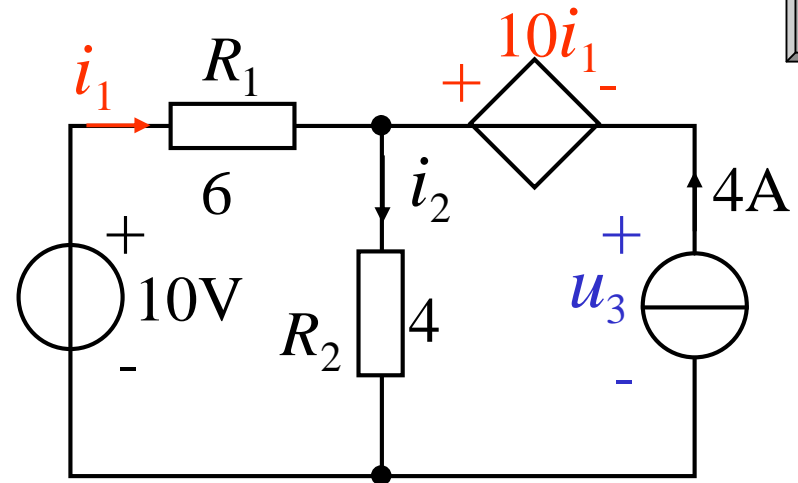 i₁
R₁
6
+
10V
-
i₂
R₂
4
+
10i₁
-
4A
+
u₃
-